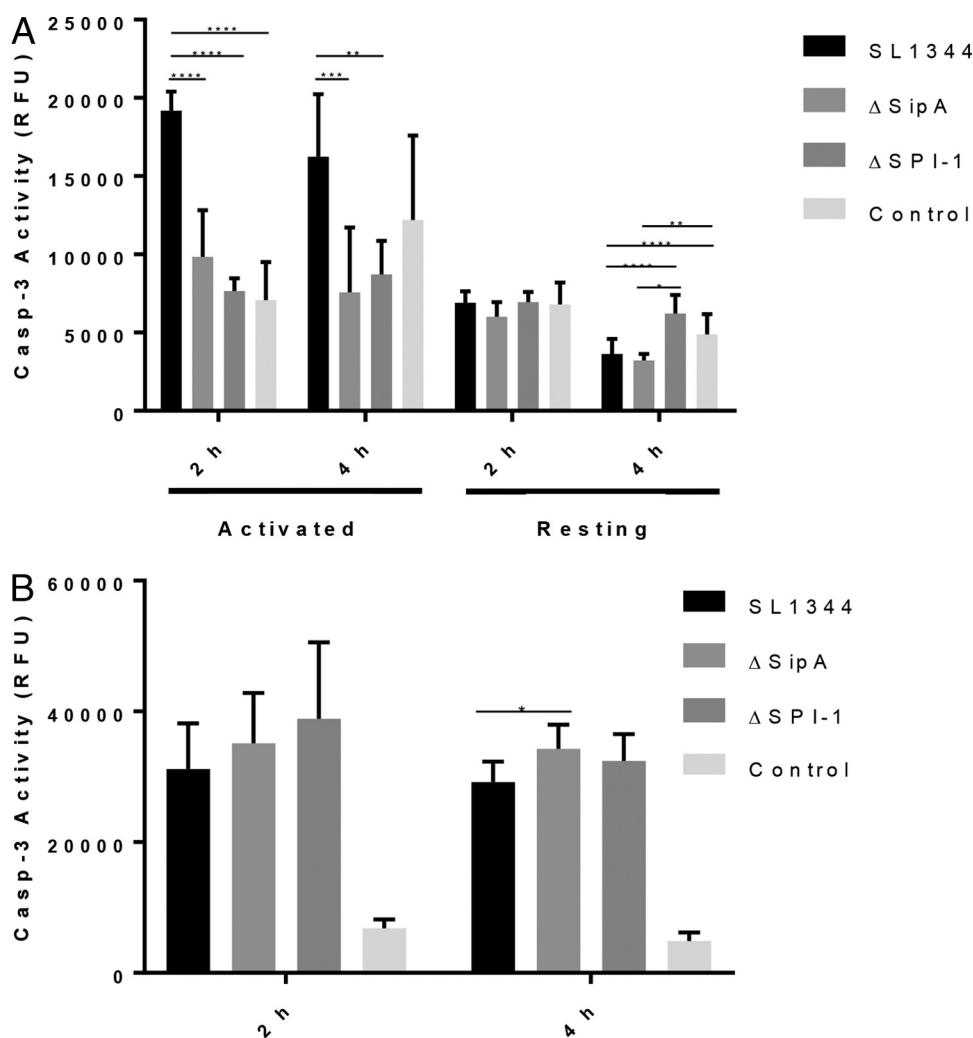 A
Casp-3 Activity (RFU)
25000
20000
15000
10000
5000
0
****
****
****
**
***
**
****
****
*
SL1344
ΔSipA
ΔSPI-1
Control
2 h
4 h
2 h
4 h
Activated
Resting
B
Casp-3 Activity (RFU)
60000
40000
20000
0
*
SL1344
ΔSipA
ΔSPI-1
Control
2 h
4 h